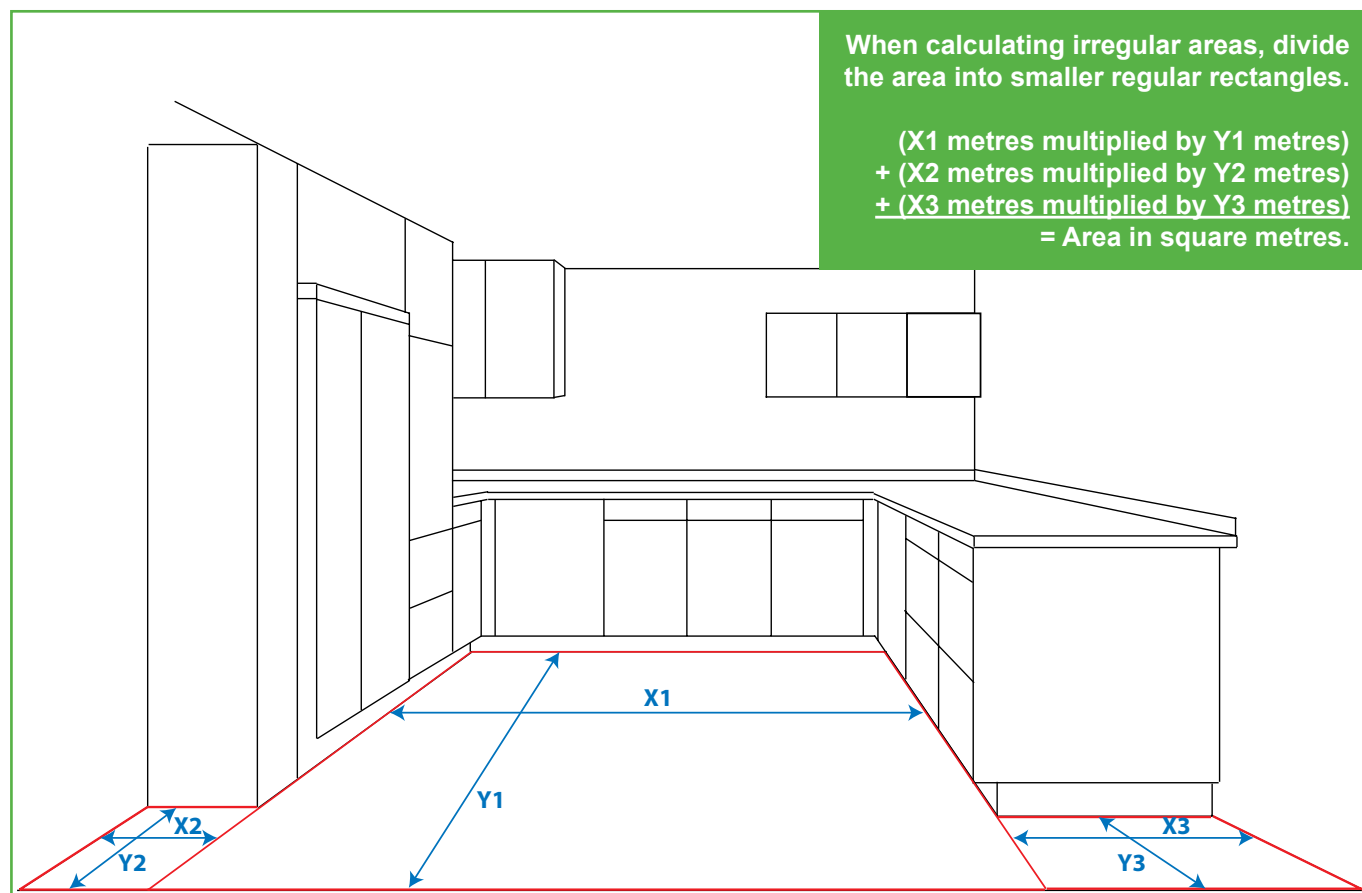 When calculating irregular areas, divide
the area into smaller regular rectangles.
(X1 metres multiplied by Y1 metres)
+ (X2 metres multiplied by Y2 metres)
+ (X3 metres multiplied by Y3 metres)
= Area in square metres.
X1
Y1
X2
Y2
X3
Y3